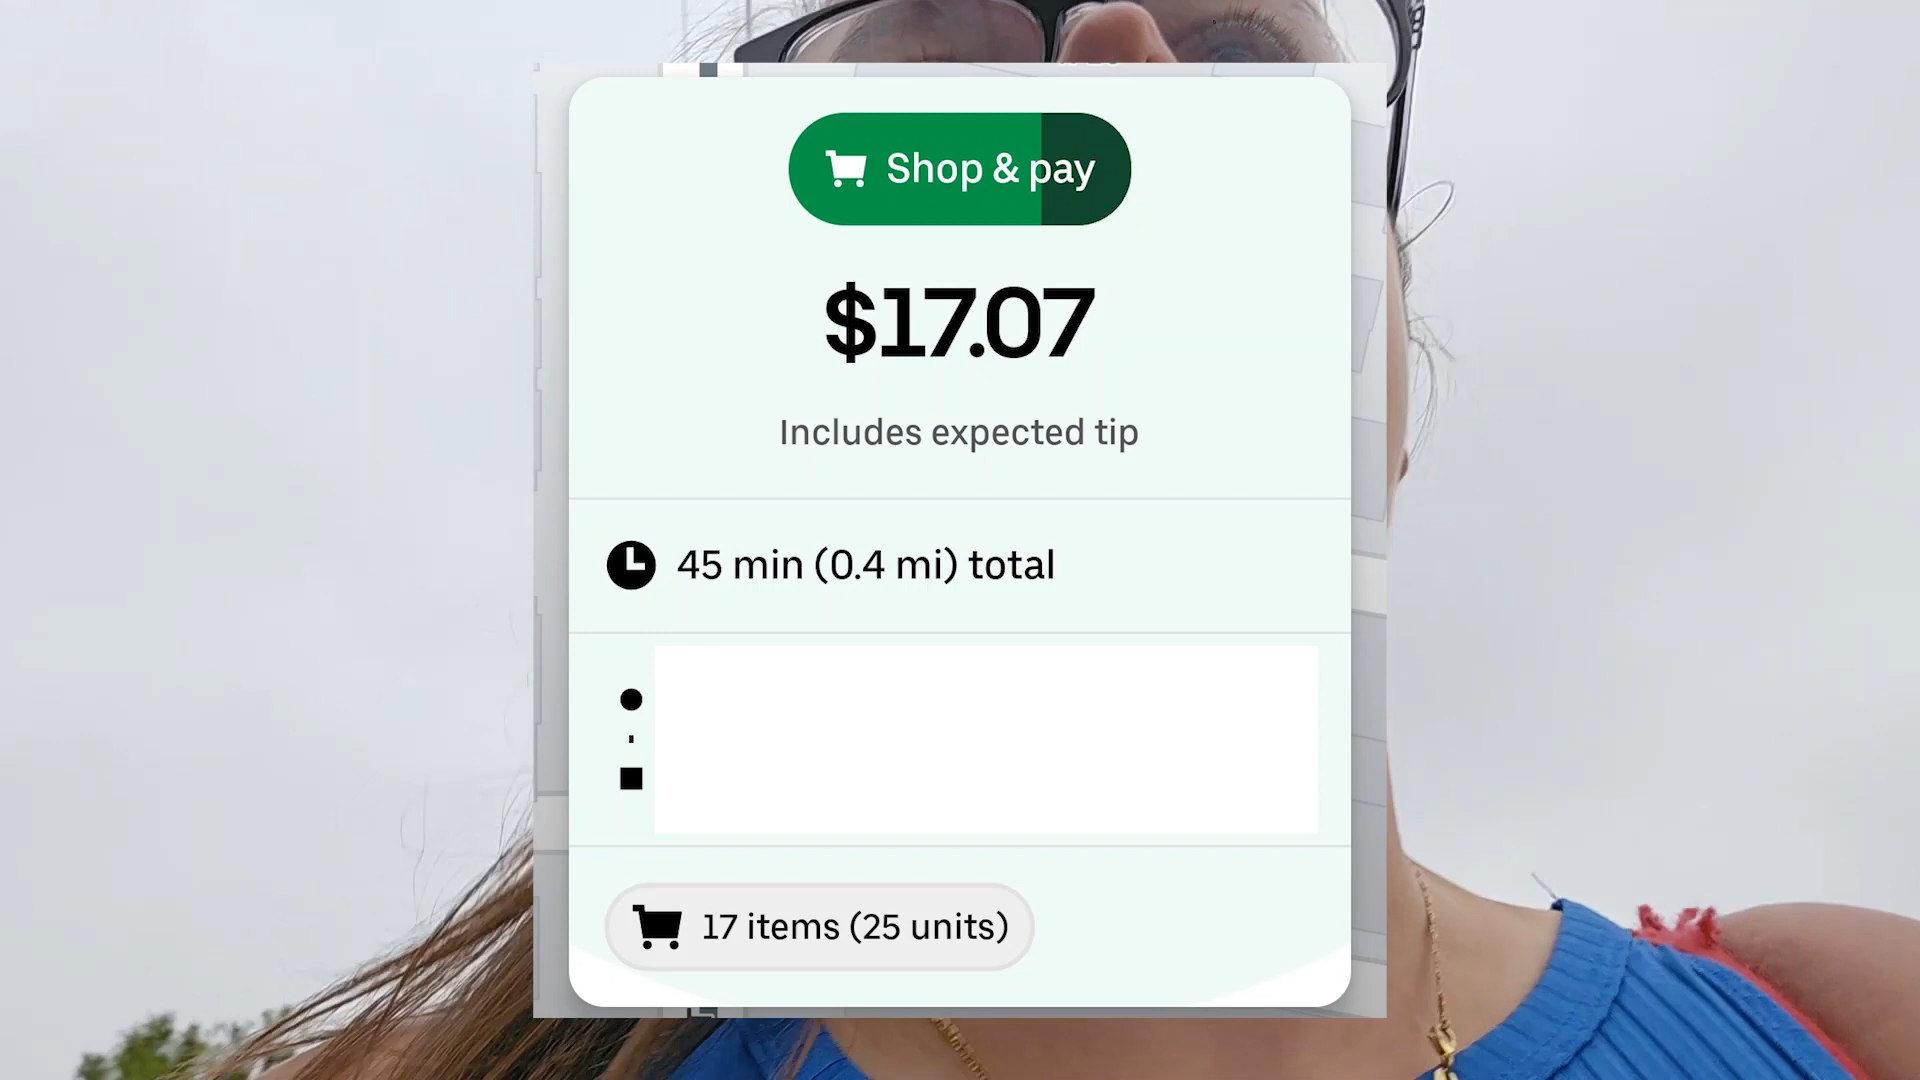 Shop & pay
$17.07
Includes expected tip
45 min (0.4 mi) total
17 items (25 units)